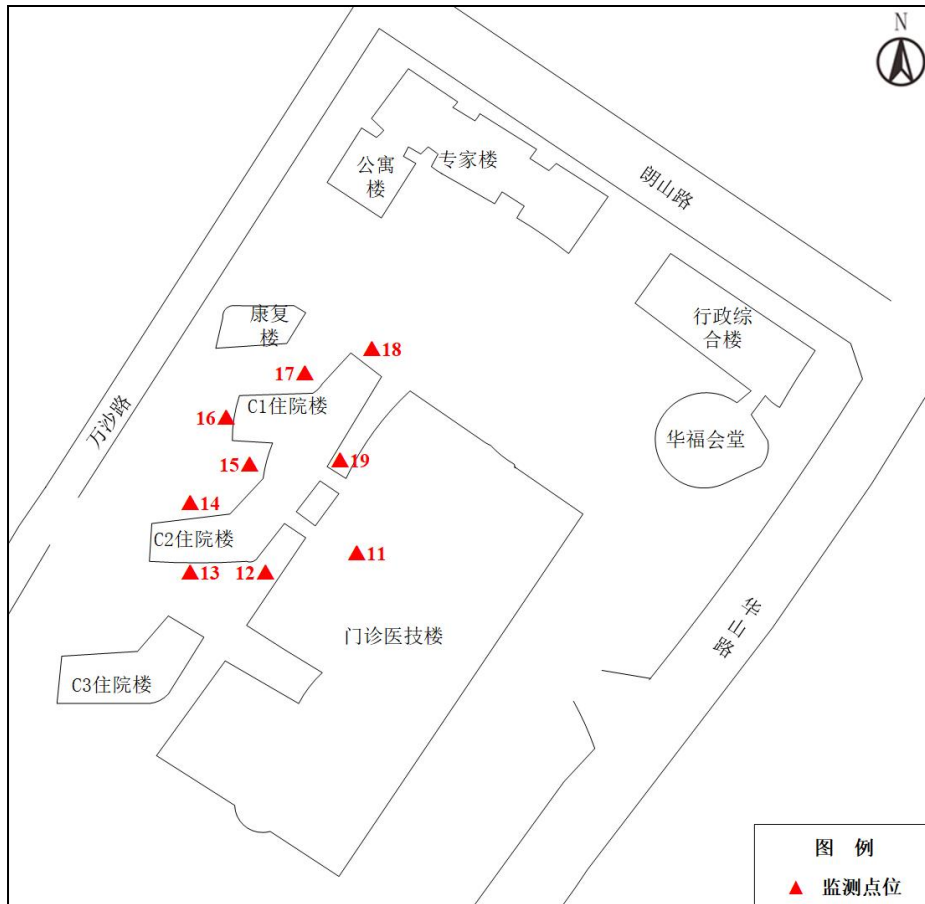 N
朗山路
专家楼
公寓
楼
康复
楼
行政综
合楼
18
17
C1住院楼
16
万沙路
华福会堂
15
19
14
C2住院楼
11
13
12
华山路
门诊医技楼
C3住院楼
图 例
监测点位